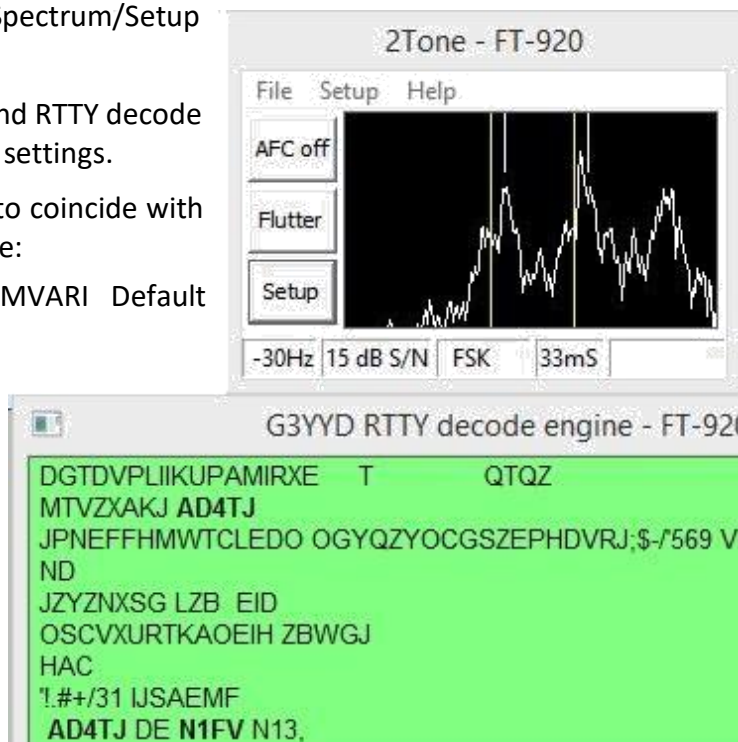 Spectrum/Setup
nd RTTY decode
settings.
to coincide with
e:
MVARI Default
2Tone - FT-920
File Setup Help
AFC off
Flutter
Setup
-30Hz 15 dB S/N FSK 33mS
G3YYD RTTY decode engine - FT-920
DGTDVPLIIKUPAMIRXE T QTQZ
MTVZXAKJ AD4TJ
JPNEFFHMWTCLEDO OGYQZYOCGSZEPHDVRJ;$-/'569 V
ND
JZYZNXSG LZB EID
OSCVXURTKAOEIH ZBWGJ
HAC
'!.#+/31 IJSAEMF
AD4TJ DE N1FV N13,